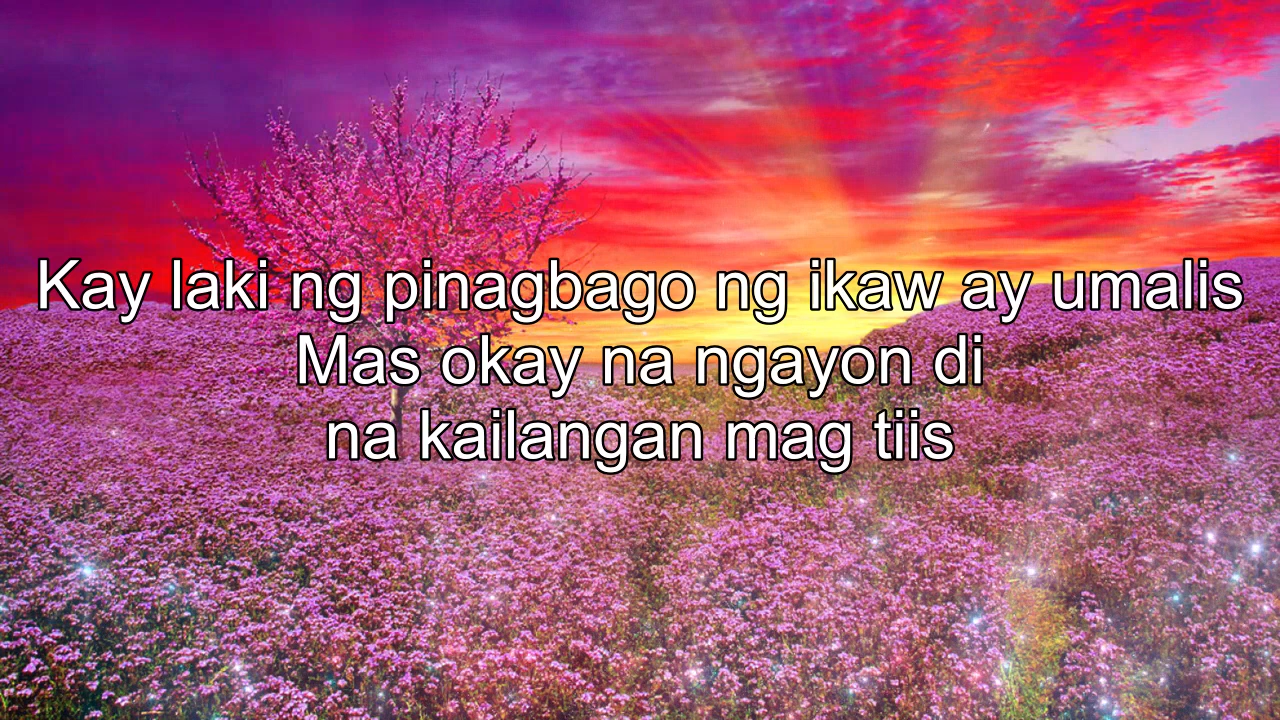 Kay laki ng pinagbago ng ikaw ay umalis
Mas okay na ngayon di
na kailangan mag tiis